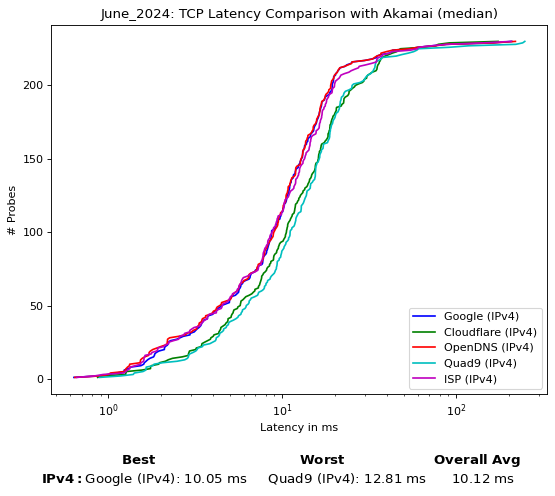 June_2024: TCP Latency Comparison with Akamai (median)
# Probes
200
150
100
50
0
10⁰
10¹
10²
Latency in ms
Google (IPv4)
Cloudflare (IPv4)
OpenDNS (IPv4)
Quad9 (IPv4)
ISP (IPv4)
Best Worst Overall Avg
IPv4: Google (IPv4): 10.05 ms Quad9 (IPv4): 12.81 ms 10.12 ms